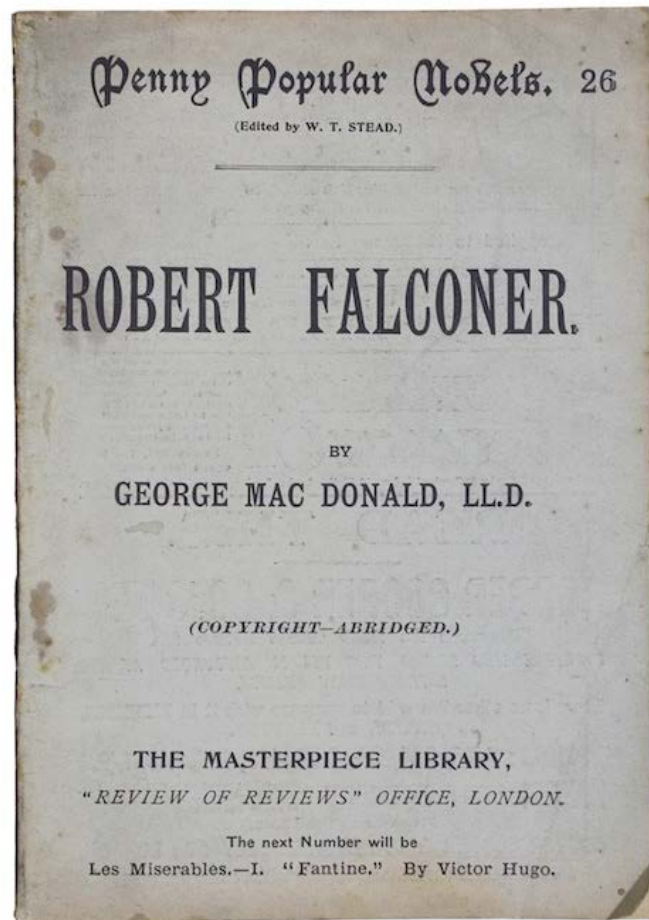 Penny Popular Novels. 26
(Edited by W. T. STEAD.)
ROBERT FALCONER.
BY
GEORGE MAC DONALD, LL.D.
(COPYRIGHT—ABRIDGED.)
THE MASTERPIECE LIBRARY,
"REVIEW OF REVIEWS" OFFICE, LONDON.
The next Number will be
Les Miserables.—I. "Fantine." By Victor Hugo.